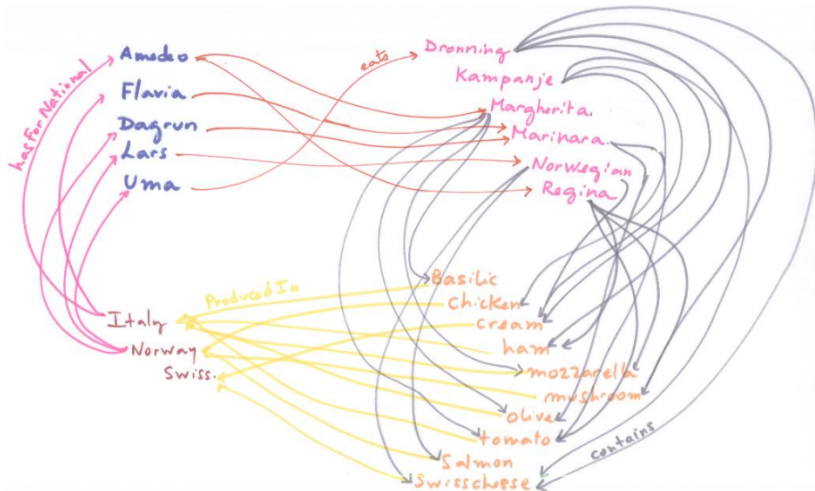 hasForNational
Amedeo
Flavia
Dagrun
Lars
Uma
eats
Dronning
Kampanje
Margherita
Marinara
Norwegian
Regina
ProducedIn
Italy
Norway
Swiss.
Basilic
Chicken
cream
ham
mozzarella
mushroom
olive
tomato
Salmon
Swisscheese
contains